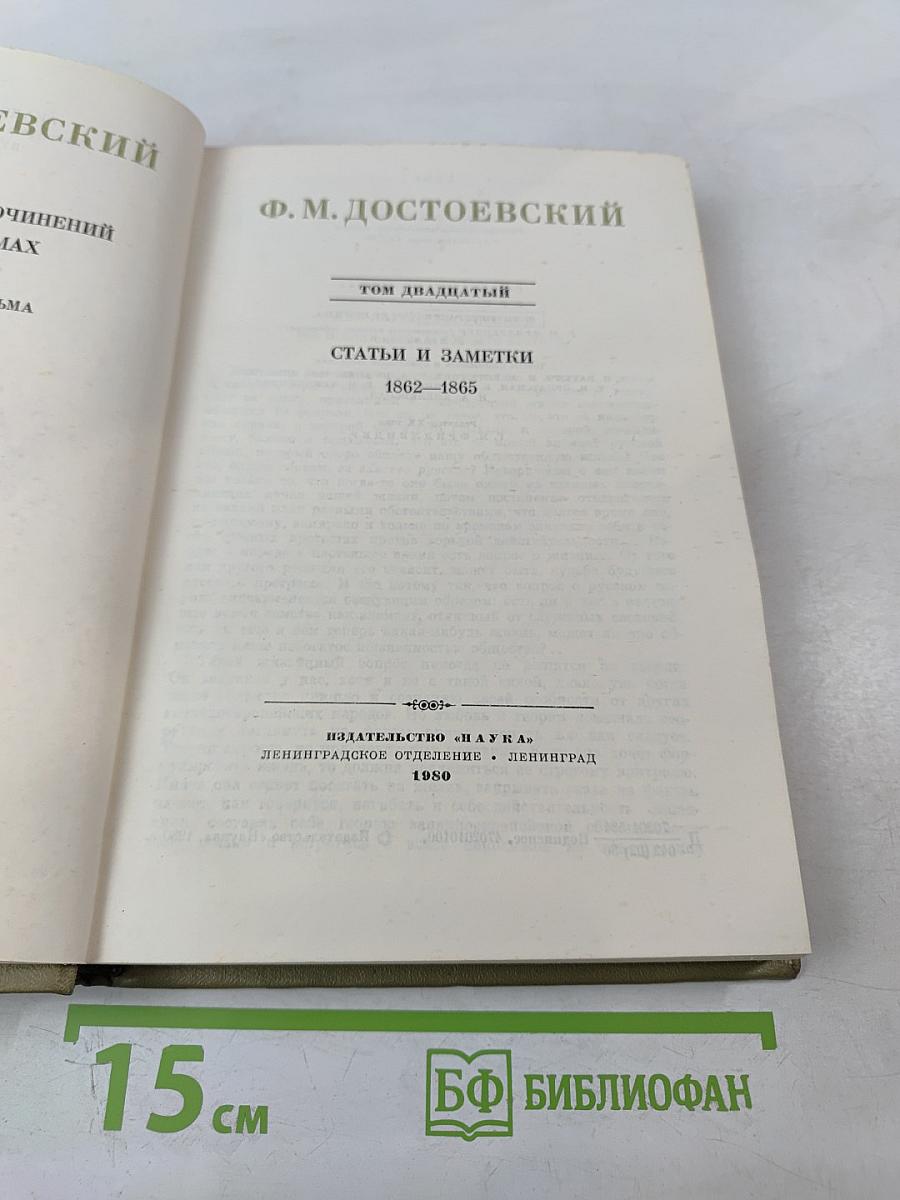 ЕВСКИЙ
ОЧИНЕНИЙ
МАХ
ЬМА
Ф. М. ДОСТОЕВСКИЙ
ТОМ ДВАДЦАТЫЙ
СТАТЬИ И ЗАМЕТКИ
1862—1865
ИЗДАТЕЛЬСТВО «НАУКА»
ЛЕНИНГРАДСКОЕ ОТДЕЛЕНИЕ • ЛЕНИНГРАД
1980
15 см
БФ БИБЛИОФАН